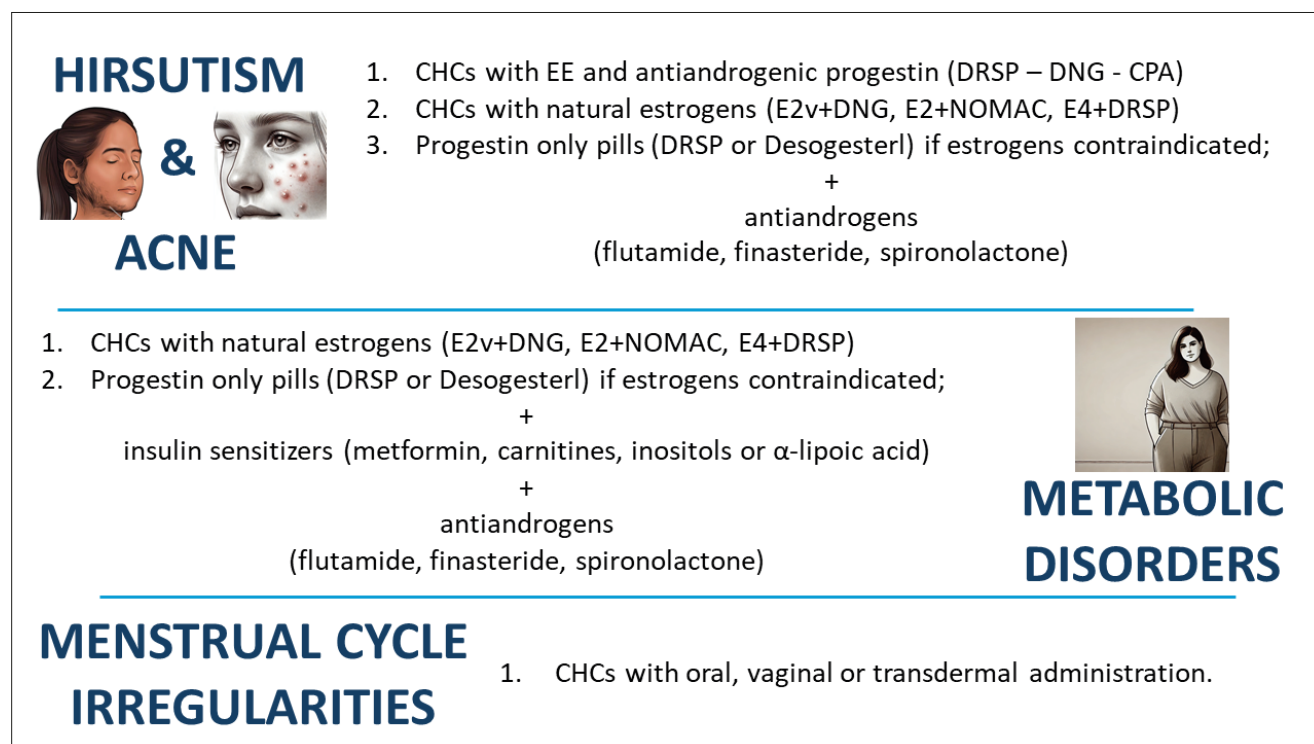 HIRSUTISM
&
ACNE
1. CHCs with EE and antiandrogenic progestin (DRSP – DNG - CPA)
2. CHCs with natural estrogens (E2v+DNG, E2+NOMAC, E4+DRSP)
3. Progestin only pills (DRSP or Desogesterl) if estrogens contraindicated;
+
antiandrogens
(flutamide, finasteride, spironolactone)
1. CHCs with natural estrogens (E2v+DNG, E2+NOMAC, E4+DRSP)
2. Progestin only pills (DRSP or Desogesterl) if estrogens contraindicated;
+
insulin sensitizers (metformin, carnitines, inositols or α-lipoic acid)
+
antiandrogens
(flutamide, finasteride, spironolactone)
METABOLIC
DISORDERS
MENSTRUAL CYCLE
IRREGULARITIES
1. CHCs with oral, vaginal or transdermal administration.